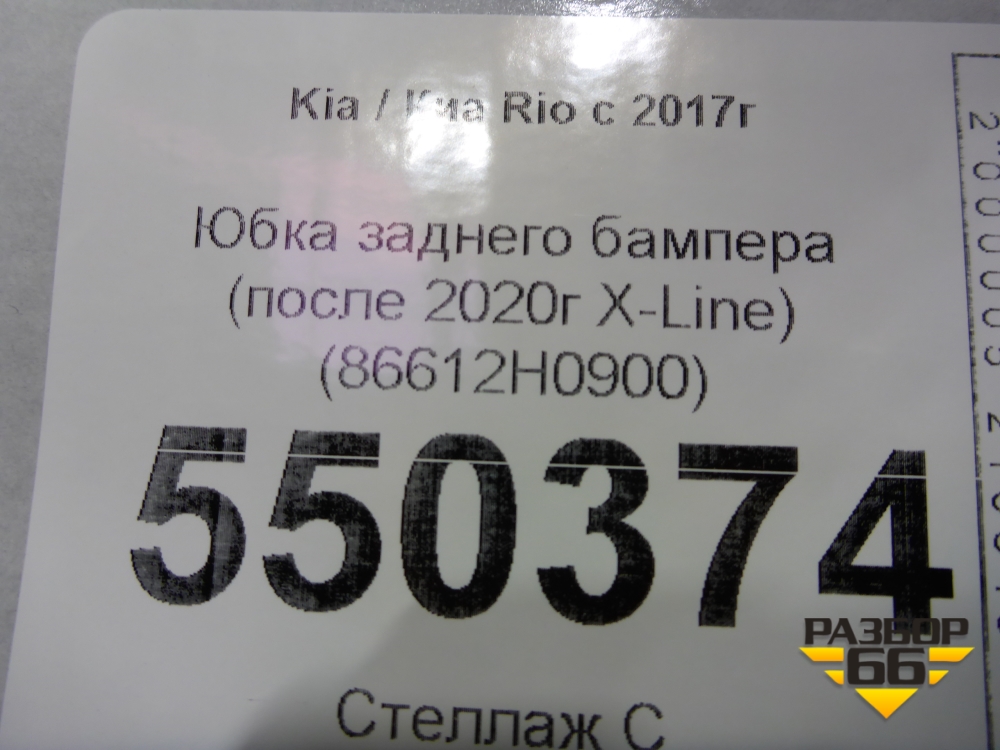 Kia / Киа Rio с 2017г
Юбка заднего бампера
(после 2020г X-Line)
(86612H0900)
550374
Стеллаж С
РАЗБОР
66